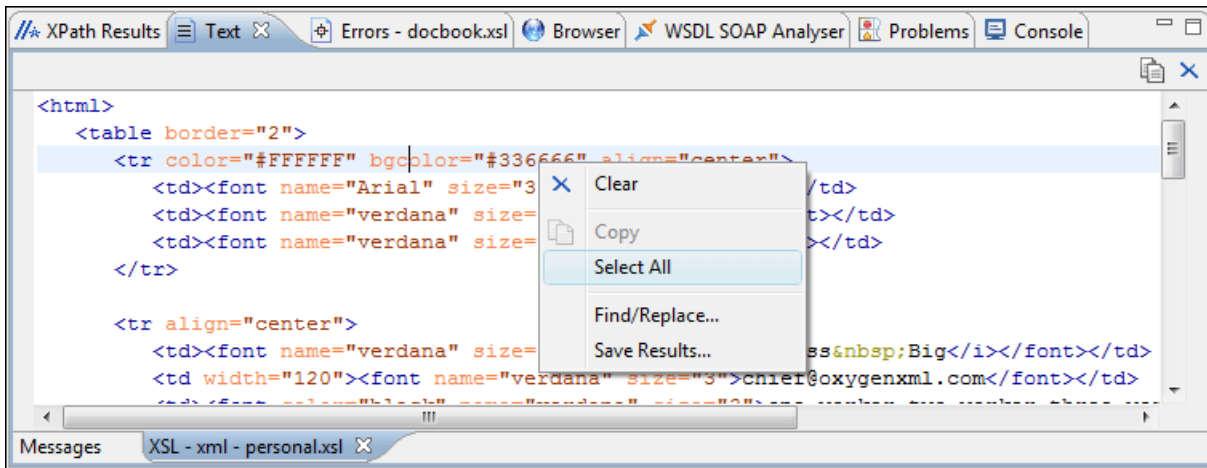 XPath Results Text Errors - docbook.xsl Browser WSDL SOAP Analyser Problems Console
<html>
<table border="2">
<tr color="#FFFFFF" bgcolor="#336666" align="center">
<td><font name="Arial" size="3 /td>
<td><font name="verdana" size= t></td>
<td><font name="verdana" size= ></td>
</tr>
<tr align="center">
<td><font name="verdana" size= ss&nbsp;Big</i></font></td>
<td width="120"><font name="verdana" size="3">chief@oxygenxml.com</font></td>
Clear
Copy
Select All
Find/Replace...
Save Results...
Messages XSL - xml - personal.xsl